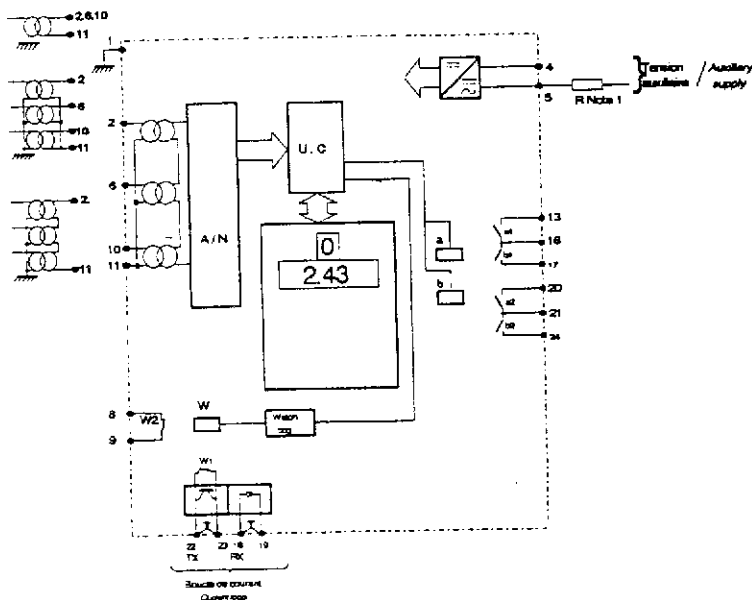 2,6,10
11
1
2
6
10
11
2
11
2
6
10
11
A/N
U.C
0
2.43
4
5
R Note 1
Tension
auxiliaire
/
Auxiliary
supply
a
b
13
16
17
20
21
24
8
W2
9
W
Watch
dog
W1
22
23
18
19
TX
RX
Boucle de courant
Current loop